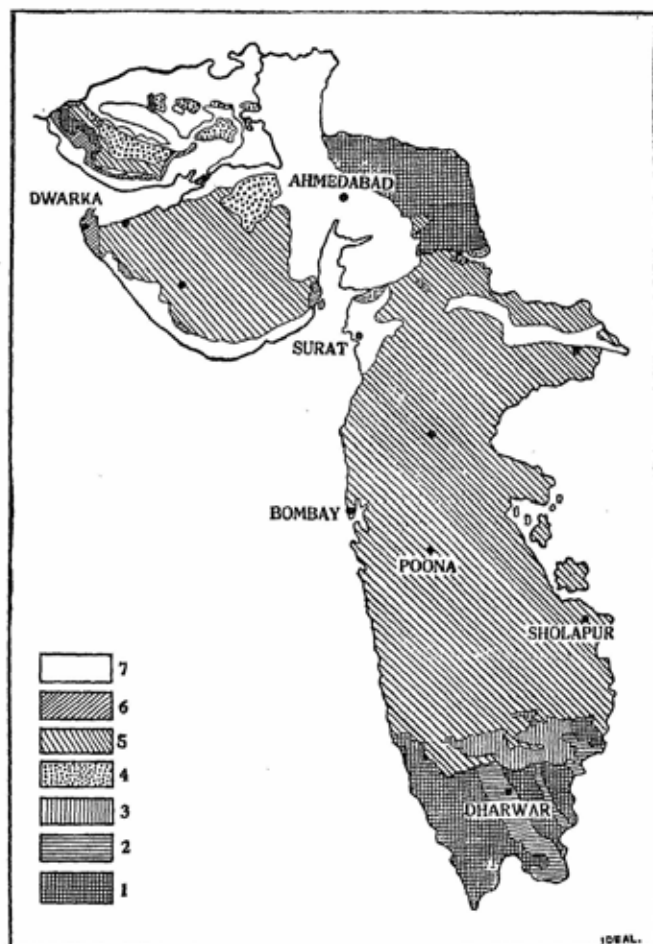 AHMEDABAD
DWARKA
SURAT
BOMBAY
POONA
SHOLAPUR
7
6
5
4
3
DHARWAR
2
1
IDEAL.